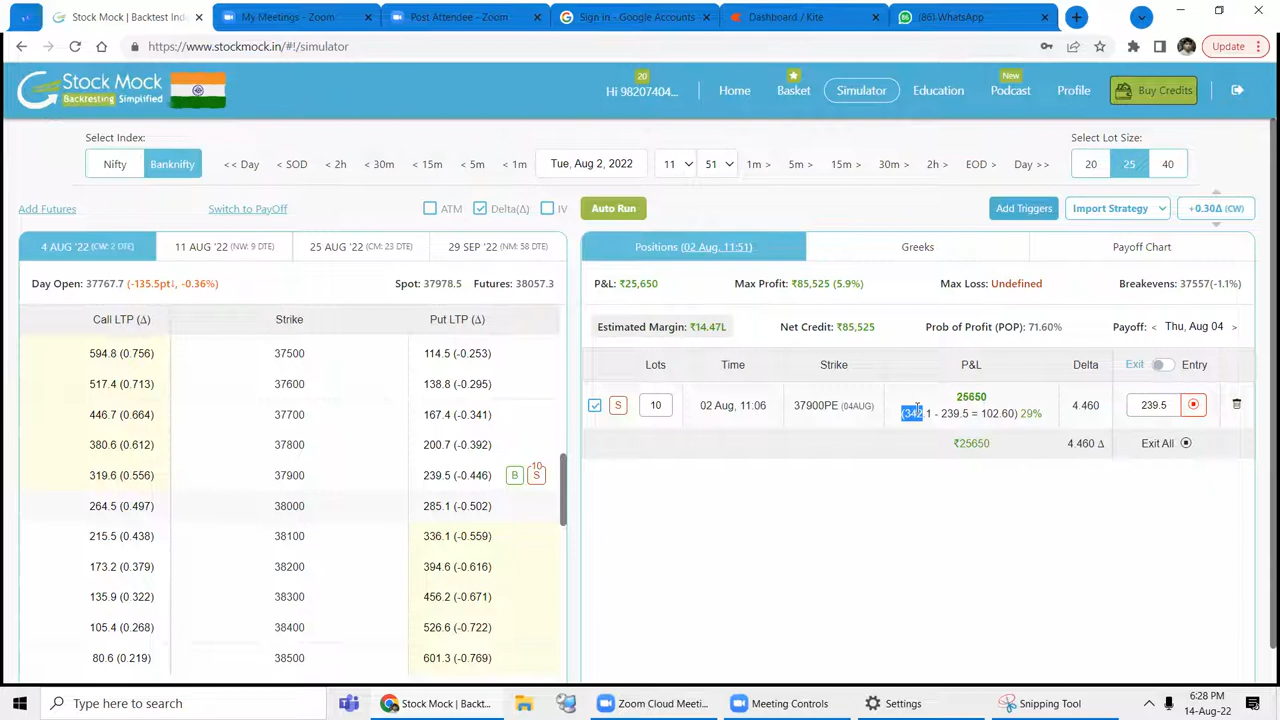 Stock Mock | Backtest Ind
My Meetings - Zoom
Post Attendee - Zoom
Sign in - Google Accounts
Dashboard / Kite
(86) WhatsApp
https://www.stockmock.in/#!/simulator
Update
Stock Mock
Backtesting Simplified
20
Hi 98207404...
Home
Basket
Simulator
Education
New
Podcast
Profile
Buy Credits
Select Index:
Select Lot Size:
Nifty Banknifty << Day < SOD < 2h < 30m < 15m < 5m < 1m Tue, Aug 2, 2022 11 51 1m > 5m > 15m > 30m > 2h > EOD > Day >> 20 25 40
Add Futures Switch to PayOff ATM Delta(Δ) IV Auto Run Add Triggers Import Strategy +0.30Δ (CW)
4 AUG '22 (CW: 2 DTE) 11 AUG '22 (NW: 9 DTE) 25 AUG '22 (CM: 23 DTE) 29 SEP '22 (NM: 58 DTE)
Positions (02 Aug, 11:51) Greeks Payoff Chart
Day Open: 37767.7 (-135.5pt↓, -0.36%) Spot: 37978.5 Futures: 38057.3
P&L: ₹25,650 Max Profit: ₹85,525 (5.9%) Max Loss: Undefined Breakevens: 37557(-1.1%)
Call LTP (Δ) Strike Put LTP (Δ)
594.8 (0.756) 37500 114.5 (-0.253)
517.4 (0.713) 37600 138.8 (-0.295)
446.7 (0.664) 37700 167.4 (-0.341)
380.6 (0.612) 37800 200.7 (-0.392)
319.6 (0.556) 37900 239.5 (-0.446) B S 10
264.5 (0.497) 38000 285.1 (-0.502)
215.5 (0.438) 38100 336.1 (-0.559)
173.2 (0.379) 38200 394.6 (-0.616)
135.9 (0.322) 38300 456.2 (-0.671)
105.4 (0.268) 38400 526.6 (-0.722)
80.6 (0.219) 38500 601.3 (-0.769)
Estimated Margin: ₹14.47L Net Credit: ₹85,525 Prob of Profit (POP): 71.60% Payoff: < Thu, Aug 04 >
Lots Time Strike P&L Delta Exit Entry
25650
S 10 02 Aug, 11:06 37900PE (04AUG) (342.1 - 239.5 = 102.60) 29% 4.460 239.5
₹25650 4.460 Δ Exit All
Type here to search
Stock Mock | Backt...
Zoom Cloud Meeti...
Meeting Controls
Settings
Snipping Tool
6:28 PM
14-Aug-22